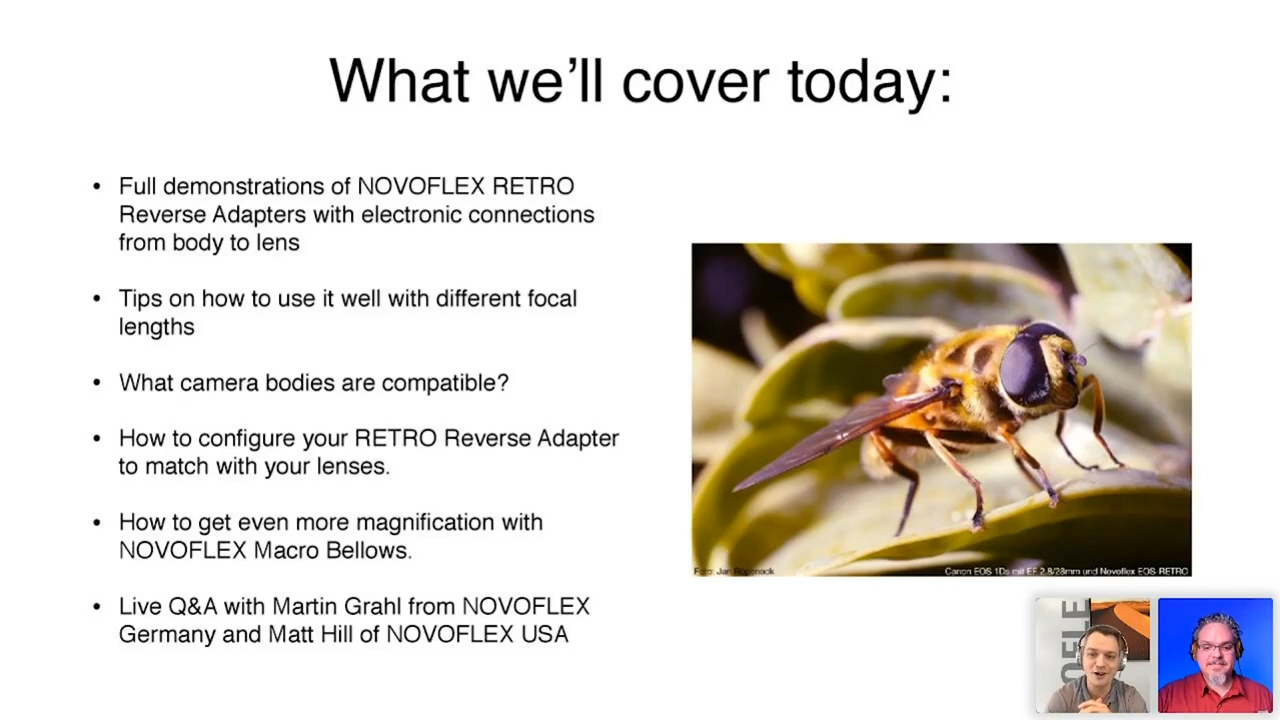 What we'll cover today:
• Full demonstrations of NOVOFLEX RETRO
Reverse Adapters with electronic connections
from body to lens
• Tips on how to use it well with different focal
lengths
• What camera bodies are compatible?
• How to configure your RETRO Reverse Adapter
to match with your lenses.
• How to get even more magnification with
NOVOFLEX Macro Bellows.
• Live Q&A with Martin Grahl from NOVOFLEX
Germany and Matt Hill of NOVOFLEX USA
Foto: Jan
Canon EOS 1Ds mit EF 2.8/28mm und Novoflex EOS-RETRO
OFLE